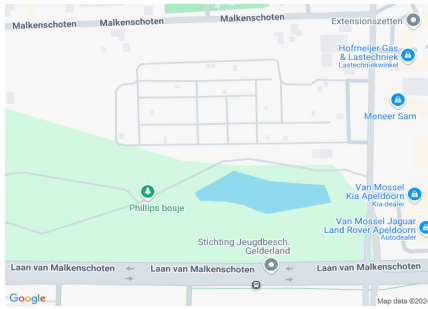 Malkenschoten
Malkenschoten
Malkenschoten
Extensionszetten
Hofmeijer Gas
& Lastechniek
Lastechniekwinkel
Meneer Sam
Van Mossel
Kia Apeldoorn
Kia-dealer
Phillips bosje
Van Mossel Jaguar
Land Rover Apeldoorn
Autodealer
Stichting Jeugdbesch.
Gelderland
Laan van Malkenschoten
Laan van Malkenschoten
Laan van Malkenschoten
Google
Map data ©2024